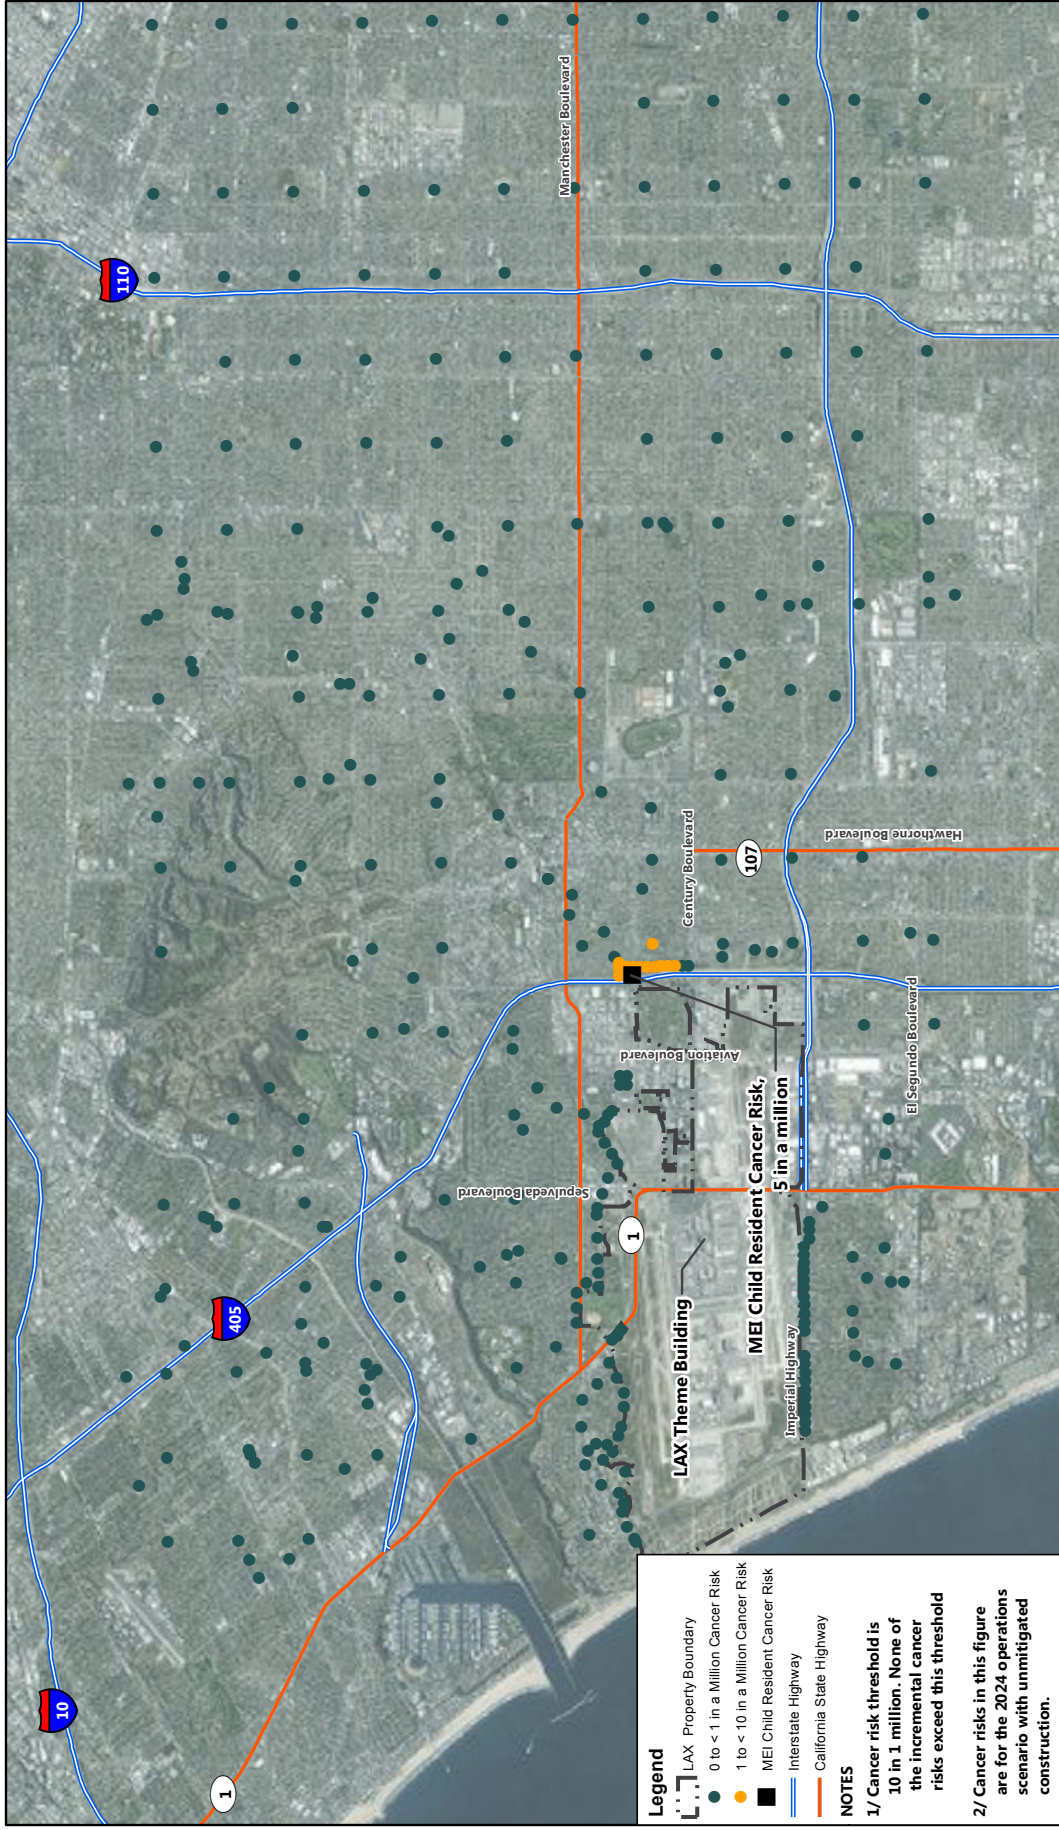 10
1
405
110
Manchester Boulevard
Sepulveda Boulevard
Century Boulevard
107
Hawthorne Boulevard
Aviation Boulevard
El Segundo Boulevard
1
LAX Theme Building
MEI Child Resident Cancer Risk,
5 in a million
Imperial Highway
Legend
LAX Property Boundary
0 to < 1 in a Million Cancer Risk
1 to < 10 in a Million Cancer Risk
MEI Child Resident Cancer Risk
Interstate Highway
California State Highway
NOTES
1/ Cancer risk threshold is
10 in 1 million. None of
the incremental cancer
risks exceed this threshold
2/ Cancer risks in this figure
are for the 2024 operations
scenario with unmitigated
construction.